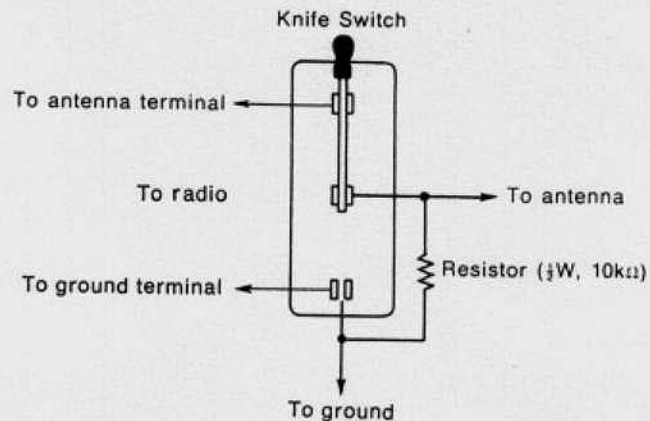 Knife Switch
To antenna terminal
To radio
To antenna
Resistor (½W, 10kΩ)
To ground terminal
To ground